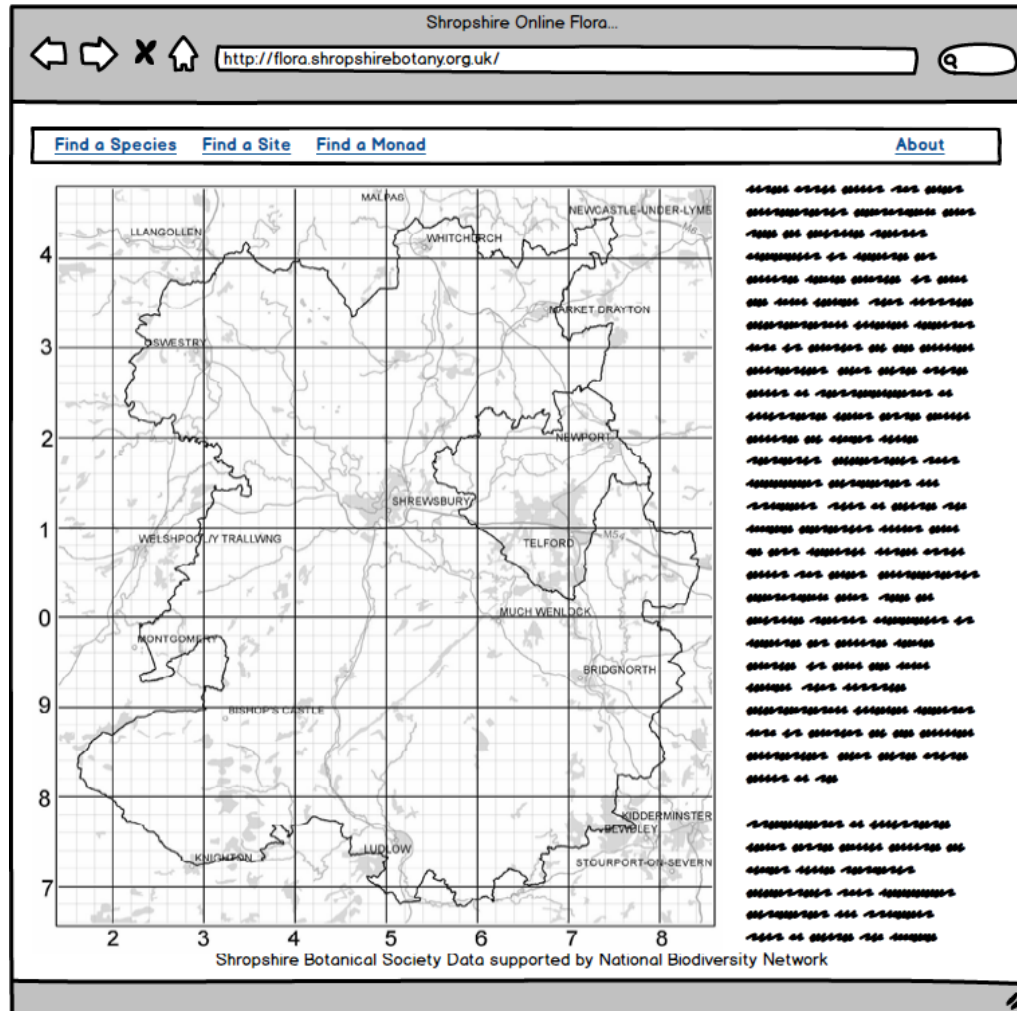 Shropshire Online Flora...
http://flora.shropshirebotany.org.uk/
Find a Species Find a Site Find a Monad About
MALPAS
NEWCASTLE-UNDER-LYME
LLANGOLLEN
WHITCHURCH
4
MARKET DRAYTON
3
OSWESTRY
2
NEWPORT
SHREWSBURY
1
WELSHPOOL/Y TRALLWNG
TELFORD
M54
0
MUCH WENLOCK
MONTGOMERY
BRIDGNORTH
9
BISHOP'S CASTLE
8
KIDDERMINSTER
BEWDLEY
LUDLOW
KNIGHTON
STOURPORT-ON-SEVERN
7
2 3 4 5 6 7 8
Shropshire Botanical Society Data supported by National Biodiversity Network